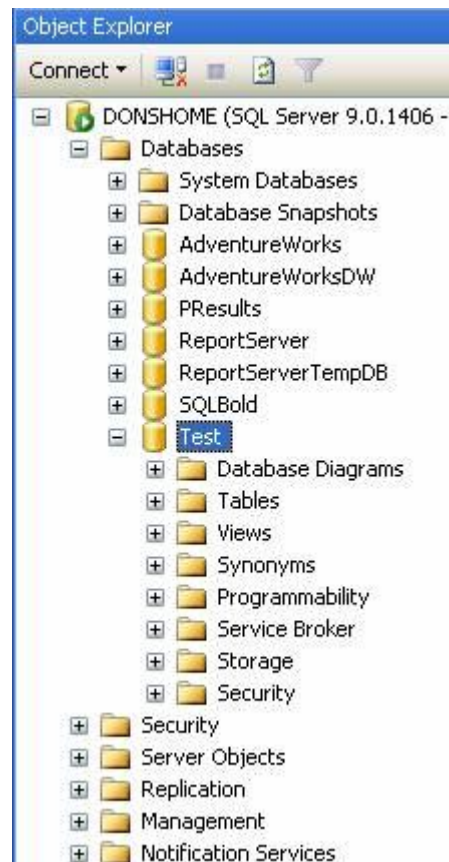 Object Explorer
Connect
DONSHOME (SQL Server 9.0.1406 -
Databases
System Databases
Database Snapshots
AdventureWorks
AdventureWorksDW
PResults
ReportServer
ReportServerTempDB
SQLBold
Test
Database Diagrams
Tables
Views
Synonyms
Programmability
Service Broker
Storage
Security
Security
Server Objects
Replication
Management
Notification Services